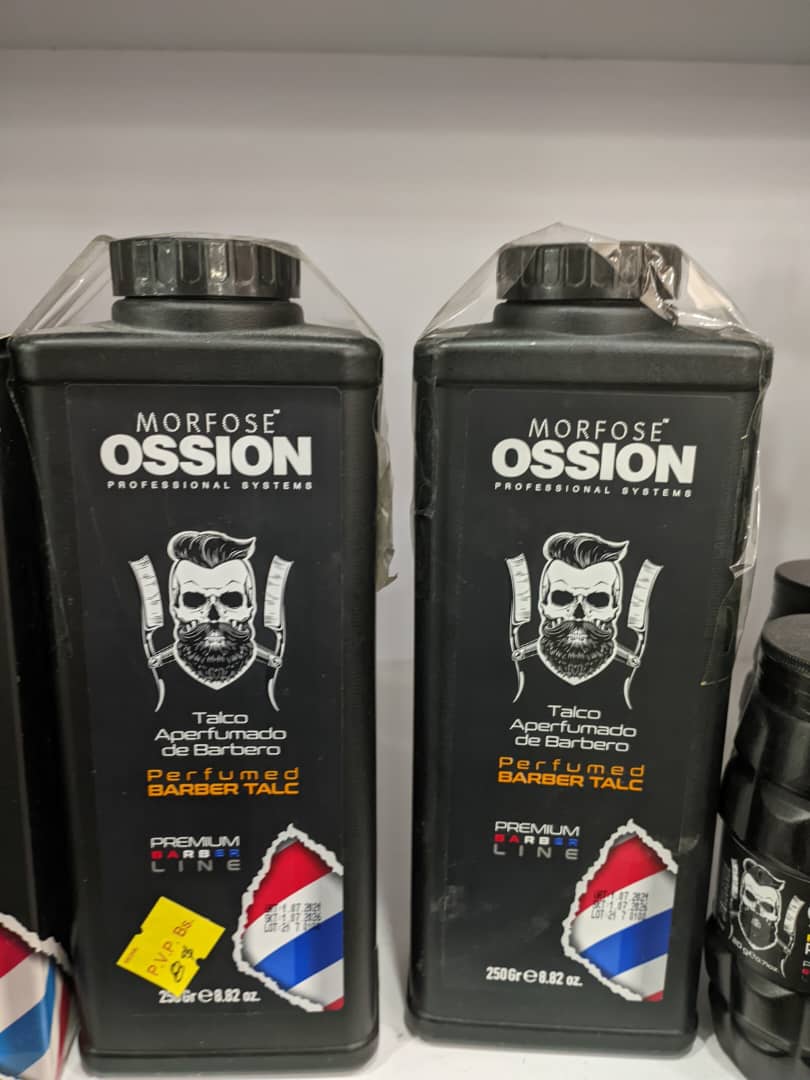 MORFOSE
OSSION
PROFESSIONAL SYSTEMS
Talco
Aperfumado
de Barbero
Perfumed
BARBER TALC
PREMIUM
BARBER
LINE
P.V.P. Bs.
Gr e 8.82 oz.
MORFOSE
OSSION
PROFESSIONAL SYSTEMS
Talco
Aperfumado
de Barbero
Perfumed
BARBER TALC
PREMIUM
BARBER
LINE
250Gr e 8.82 oz.